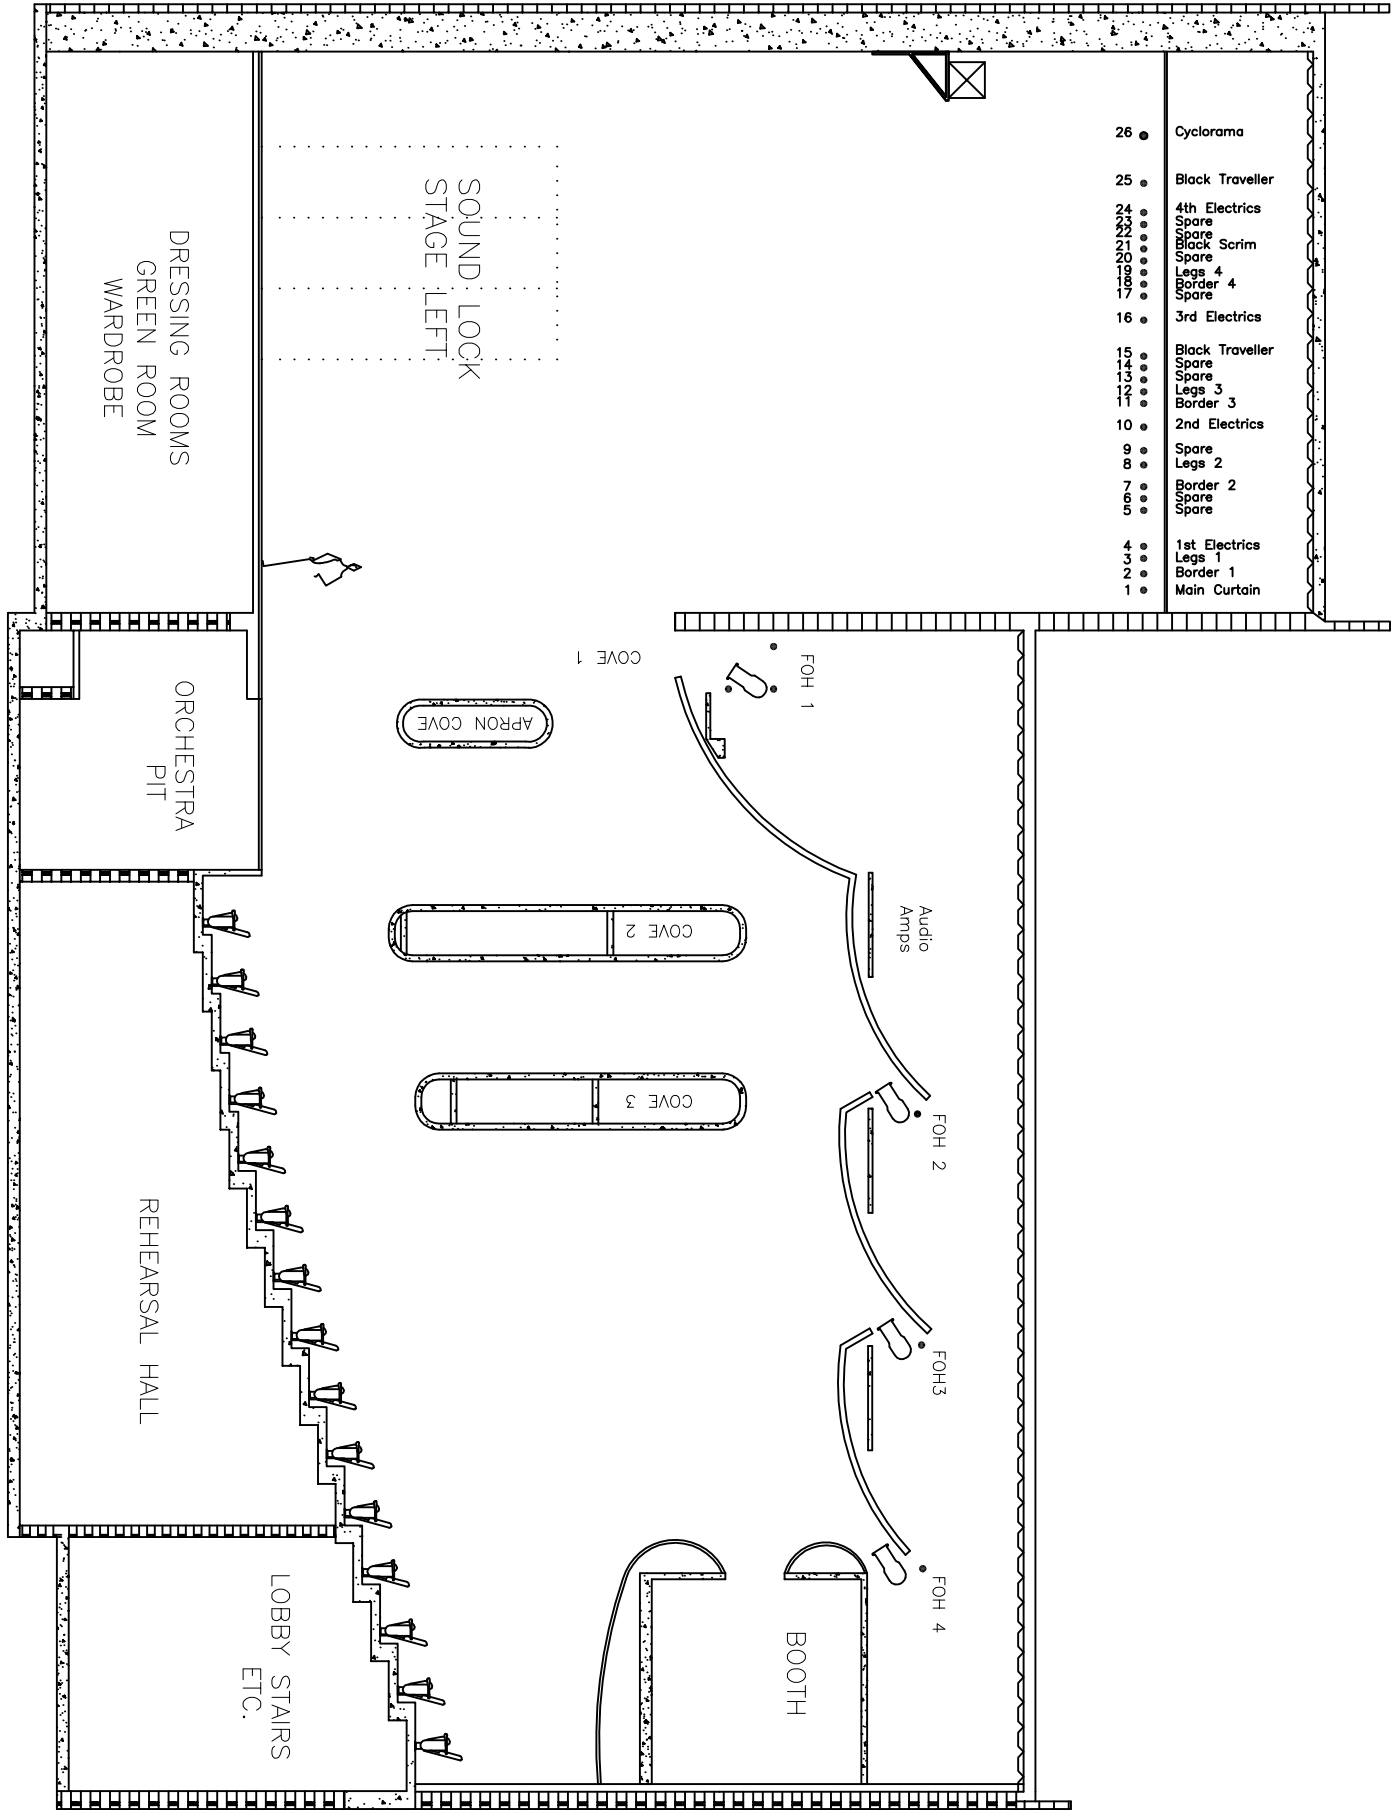 26 Cyclorama
25 Black Traveller
24 4th Electrics
23 Spare
22 Spare
21 Black Scrim
20 Spare
19 Legs 4
18 Border 4
17 Spare
16 3rd Electrics
15 Black Traveller
14 Spare
13 Spare
12 Legs 3
11 Border 3
10 2nd Electrics
9 Spare
8 Legs 2
7 Border 2
6 Spare
5 Spare
4 1st Electrics
3 Legs 1
2 Border 1
1 Main Curtain
SOUND LOCK
STAGE LEFT
DRESSING ROOMS
GREEN ROOM
WARDROBE
COVE 1
FOH 1
APRON COVE
ORCHESTRA
PIT
Audio
Amps
COVE 2
COVE 3
FOH 2
REHEARSAL HALL
FOH3
FOH 4
BOOTH
LOBBY STAIRS
ETC.